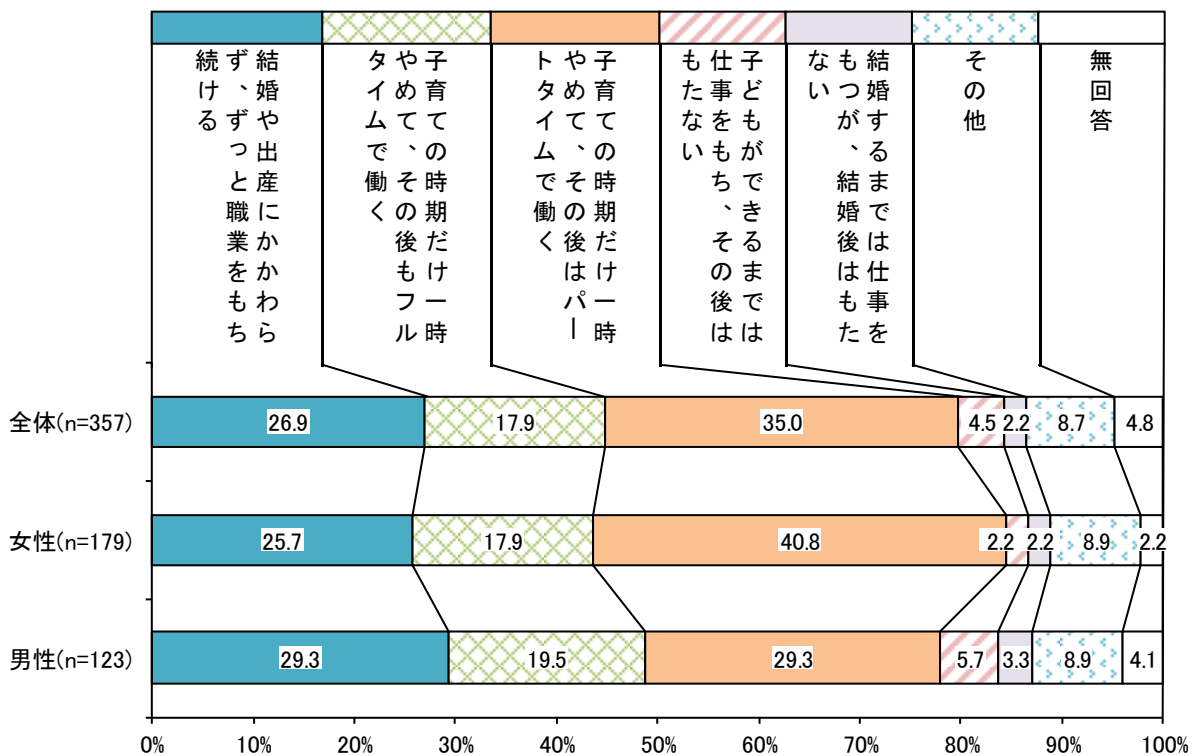 結婚や出産にかかわら
ず、ずっと職業をもち
続ける
子育ての時期だけ一時
やめて、その後もフル
タイムで働く
子育ての時期だけ一時
やめて、その後はパー
トタイムで働く
子どもができるまでは
仕事をもち、その後は
もたない
結婚するまでは仕事を
もつが、結婚後はもた
ない
その他
無回答
全体(n=357) 26.9 17.9 35.0 4.5 2.2 8.7 4.8
女性(n=179) 25.7 17.9 40.8 2.2 2.2 8.9 2.2
男性(n=123) 29.3 19.5 29.3 5.7 3.3 8.9 4.1
0% 10% 20% 30% 40% 50% 60% 70% 80% 90% 100%